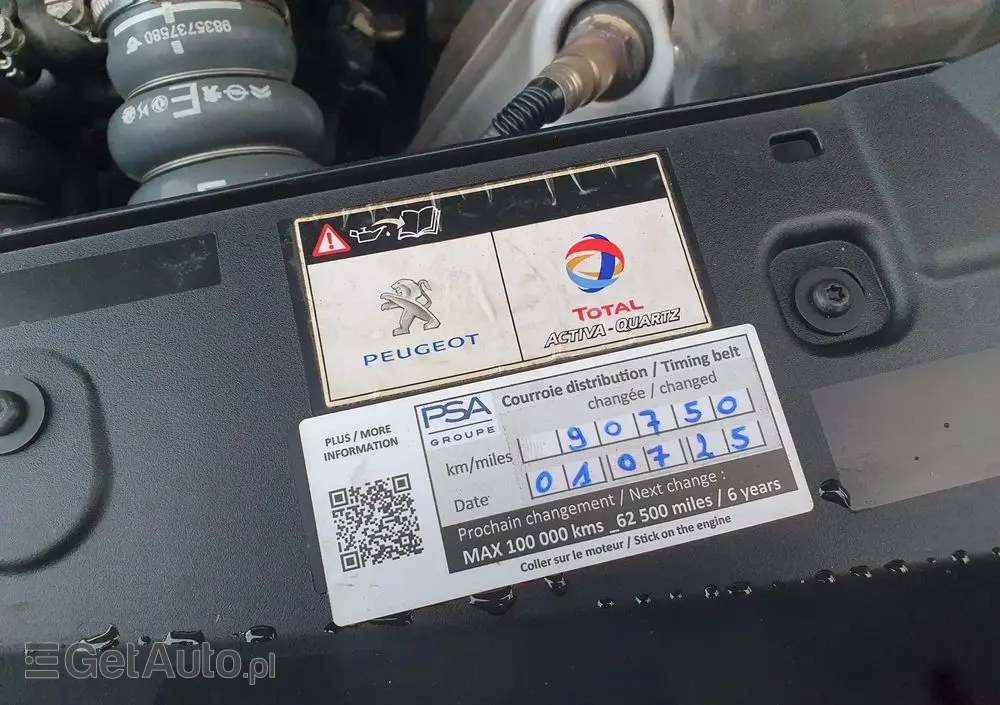 9835737580
PEUGEOT
TOTAL
ACTIVA-QUARTZ
PLUS / MORE
INFORMATION
PSA
GROUPE
Courroie distribution / Timing belt
changée / changed
km/miles 90750
Date 010725
Prochain changement / Next change :
MAX 100 000 kms _62 500 miles / 6 years
Coller sur le moteur / Stick on the engine
GetAuto.pl